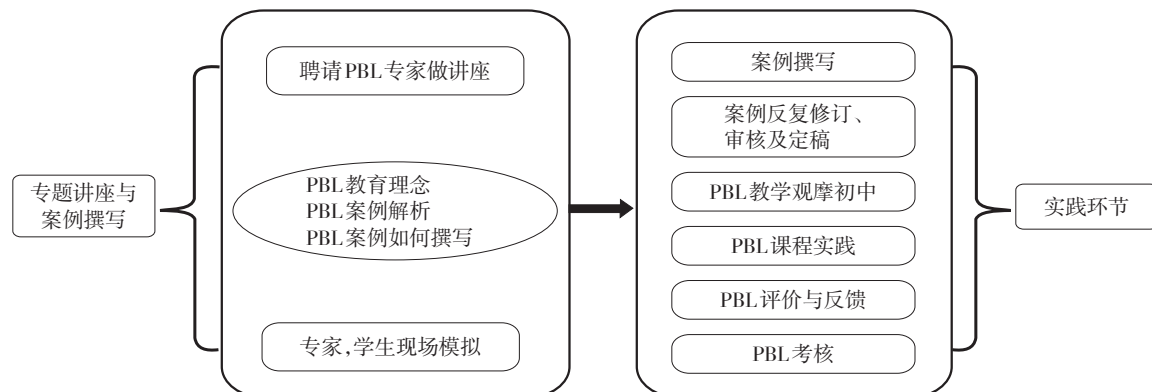 专题讲座与
案例撰写
聘请PBL专家做讲座
PBL教育理念
PBL案例解析
PBL案例如何撰写
专家,学生现场模拟
案例撰写
案例反复修订、
审核及定稿
PBL教学观摩初中
PBL课程实践
PBL评价与反馈
PBL考核
实践环节